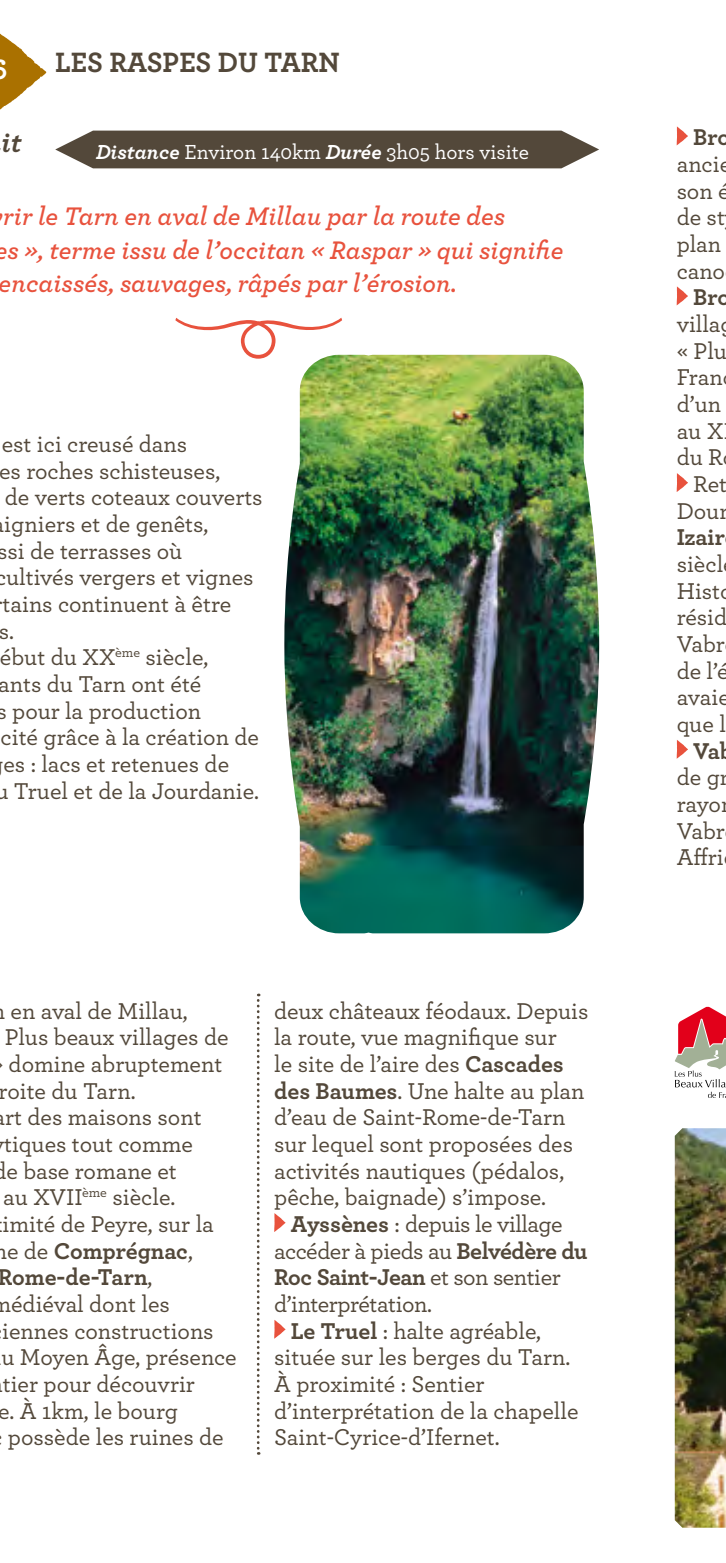 S
LES RASPES DU TARN
it
Distance Environ 140km Durée 3h05 hors visite
rir le Tarn en aval de Millau par la route des
es », terme issu de l'occitan « Raspar » qui signifie
encaissés, sauvages, râpés par l'érosion.
est ici creusé dans
es roches schisteuses,
de verts coteaux couverts
aigniers et de genêts,
ssi de terrasses où
cultivés vergers et vignes
rtains continuent à être
s.
ébut du XXème siècle,
ants du Tarn ont été
s pour la production
cité grâce à la création de
ges : lacs et retenues de
u Truel et de la Jourdanie.
n en aval de Millau,
Plus beaux villages de
» domine abruptement
roite du Tarn.
art des maisons sont
ytiques tout comme
de base romane et
au XVIIème siècle.
ximité de Peyre, sur la
ne de Comprégnac,
Rome-de-Tarn,
médiéval dont les
ciennes constructions
u Moyen Âge, présence
ntier pour découvrir
e. À 1km, le bourg
c possède les ruines de
deux châteaux féodaux. Depuis
la route, vue magnifique sur
le site de l'aire des Cascades
des Baumes. Une halte au plan
d'eau de Saint-Rome-de-Tarn
sur lequel sont proposées des
activités nautiques (pédalos,
pêche, baignade) s'impose.
Ayssènes : depuis le village
accéder à pieds au Belvédère du
Roc Saint-Jean et son sentier
d'interprétation.
Le Truel : halte agréable,
située sur les berges du Tarn.
À proximité : Sentier
d'interprétation de la chapelle
Saint-Cyrice-d'Ifernet.
Bro
ancie
son é
de st
plan
cano
Bro
villag
« Plu
Franc
d'un
au X
du Ro
Ret
Dour
Izair
siècle
Histo
résid
Vabr
de l'é
avaie
que l
Vab
de gr
rayor
Vabr
Affri
Les Plus
Beaux Villa
de Fr